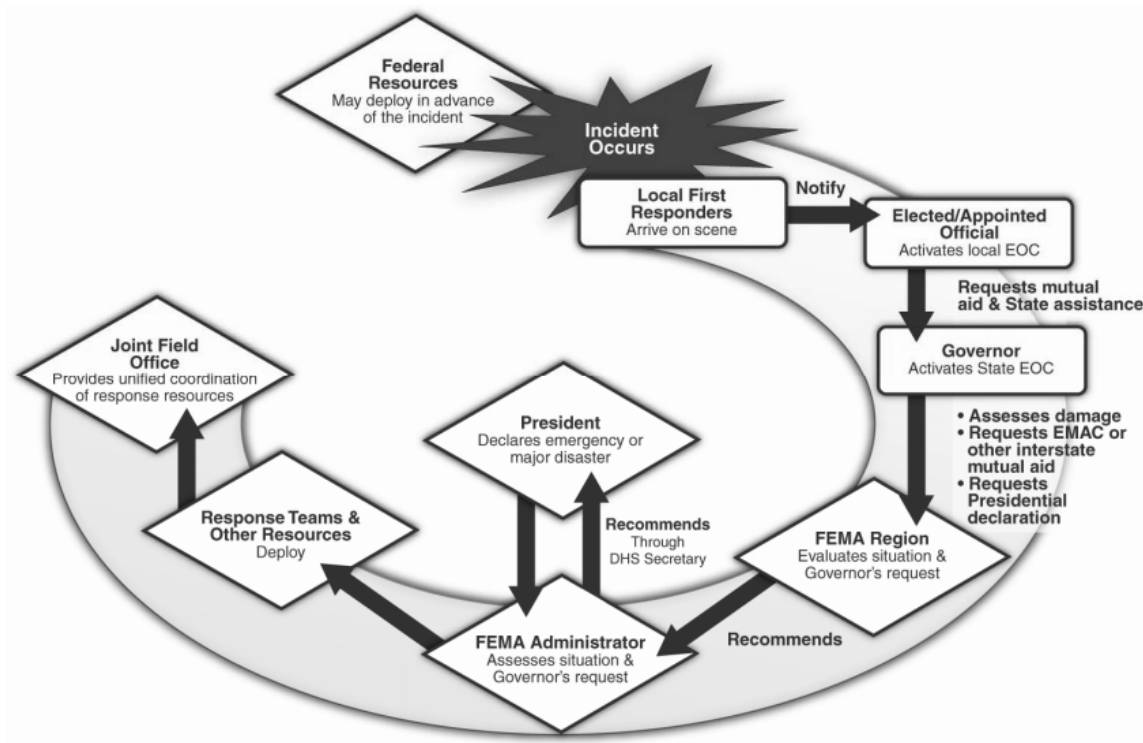 Federal
Resources
May deploy in advance
of the incident
Incident
Occurs
Local First
Responders
Arrive on scene
Notify
Elected/Appointed
Official
Activates local EOC
Requests mutual
aid & State assistance
Governor
Activates State EOC
• Assesses damage
• Requests EMAC or
other interstate
mutual aid
• Requests
Presidential
declaration
FEMA Region
Evaluates situation &
Governor's request
Recommends
FEMA Administrator
Assesses situation &
Governor's request
Recommends
Through
DHS Secretary
President
Declares emergency or
major disaster
Response Teams &
Other Resources
Deploy
Joint Field
Office
Provides unified coordination
of response resources